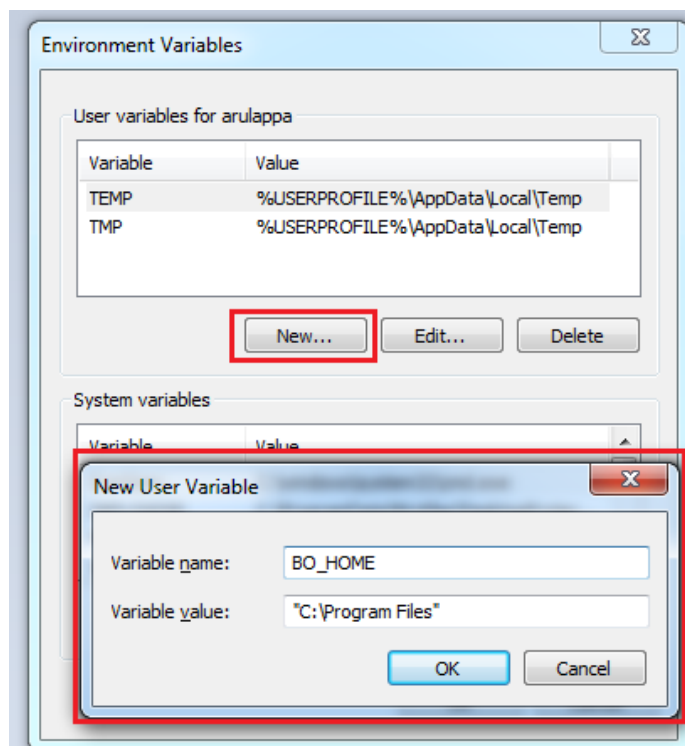 Environment Variables
User variables for arulappa
Variable Value
TEMP %USERPROFILE%\AppData\Local\Temp
TMP %USERPROFILE%\AppData\Local\Temp
New... Edit... Delete
System variables
Variable Value
New User Variable
Variable name: BO_HOME
Variable value: "C:\Program Files"
OK Cancel